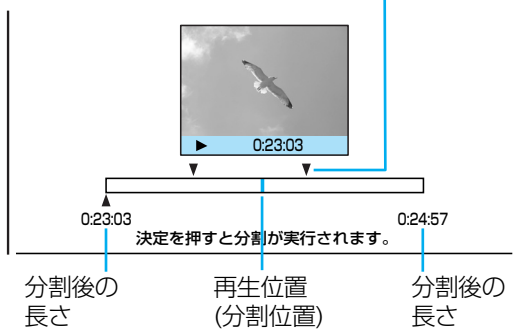 ▶ 0:23:03
0:23:03
0:24:57
決定を押すと分割が実行されます。
分割後の
長さ
再生位置
(分割位置)
分割後の
長さ